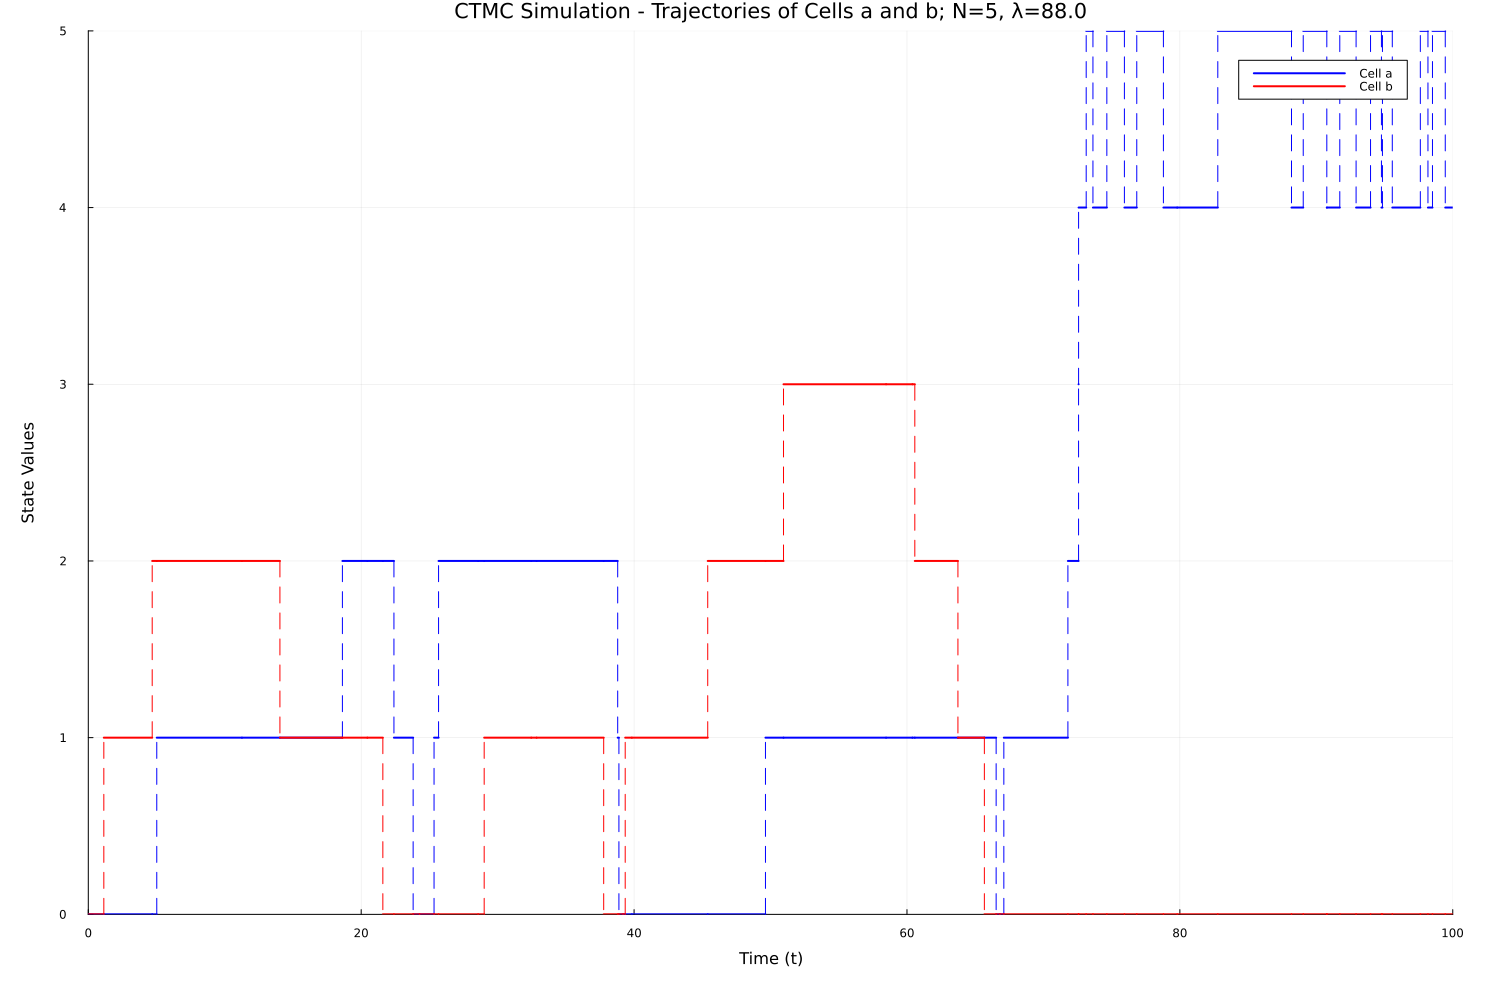 CTMC Simulation - Trajectories of Cells a and b; N=5, λ=88.0
5
Cell a
Cell b
4
3
State Values
2
1
0
0 20 40 60 80 100
Time (t)